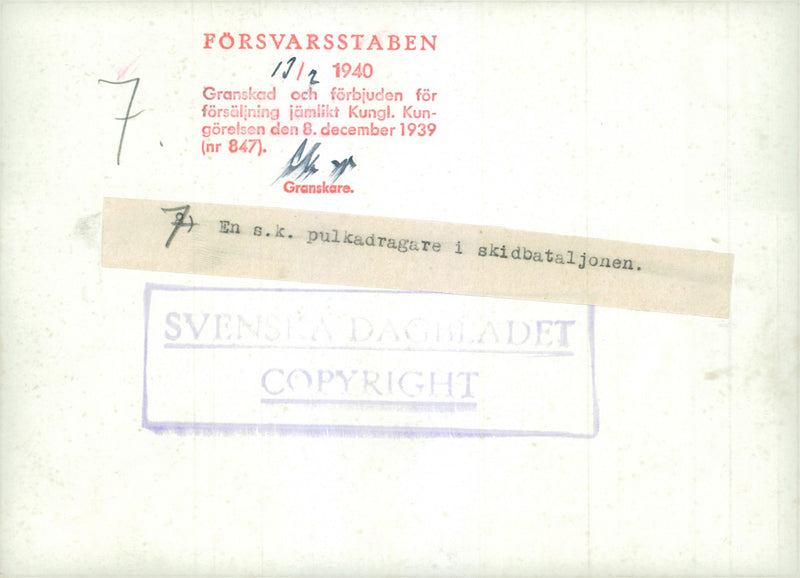 FÖRSVARSSTABEN
13/2 1940
7.
Granskad och förbjuden för
försäljning jämlikt Kungl. Kun-
görelsen den 8. december 1939
(nr 847).
Granskare.
7) En s.k. pulkadragare i skidbataljonen.
SVENSKA DAGBLADET
COPYRIGHT